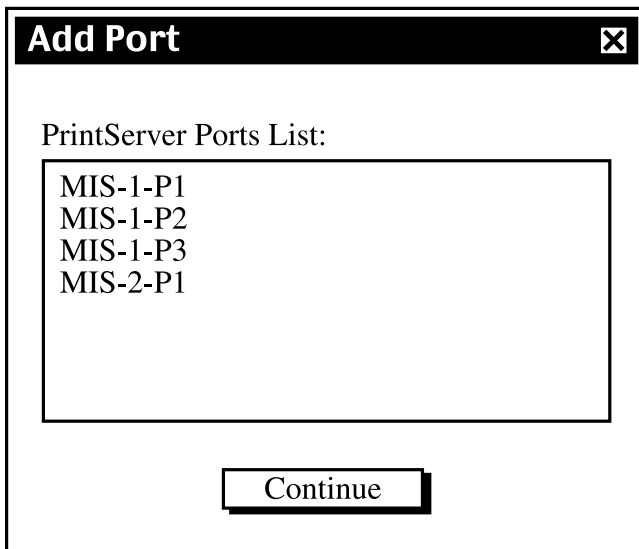 Add Port
PrintServer Ports List:
MIS-1-P1
MIS-1-P2
MIS-1-P3
MIS-2-P1
Continue